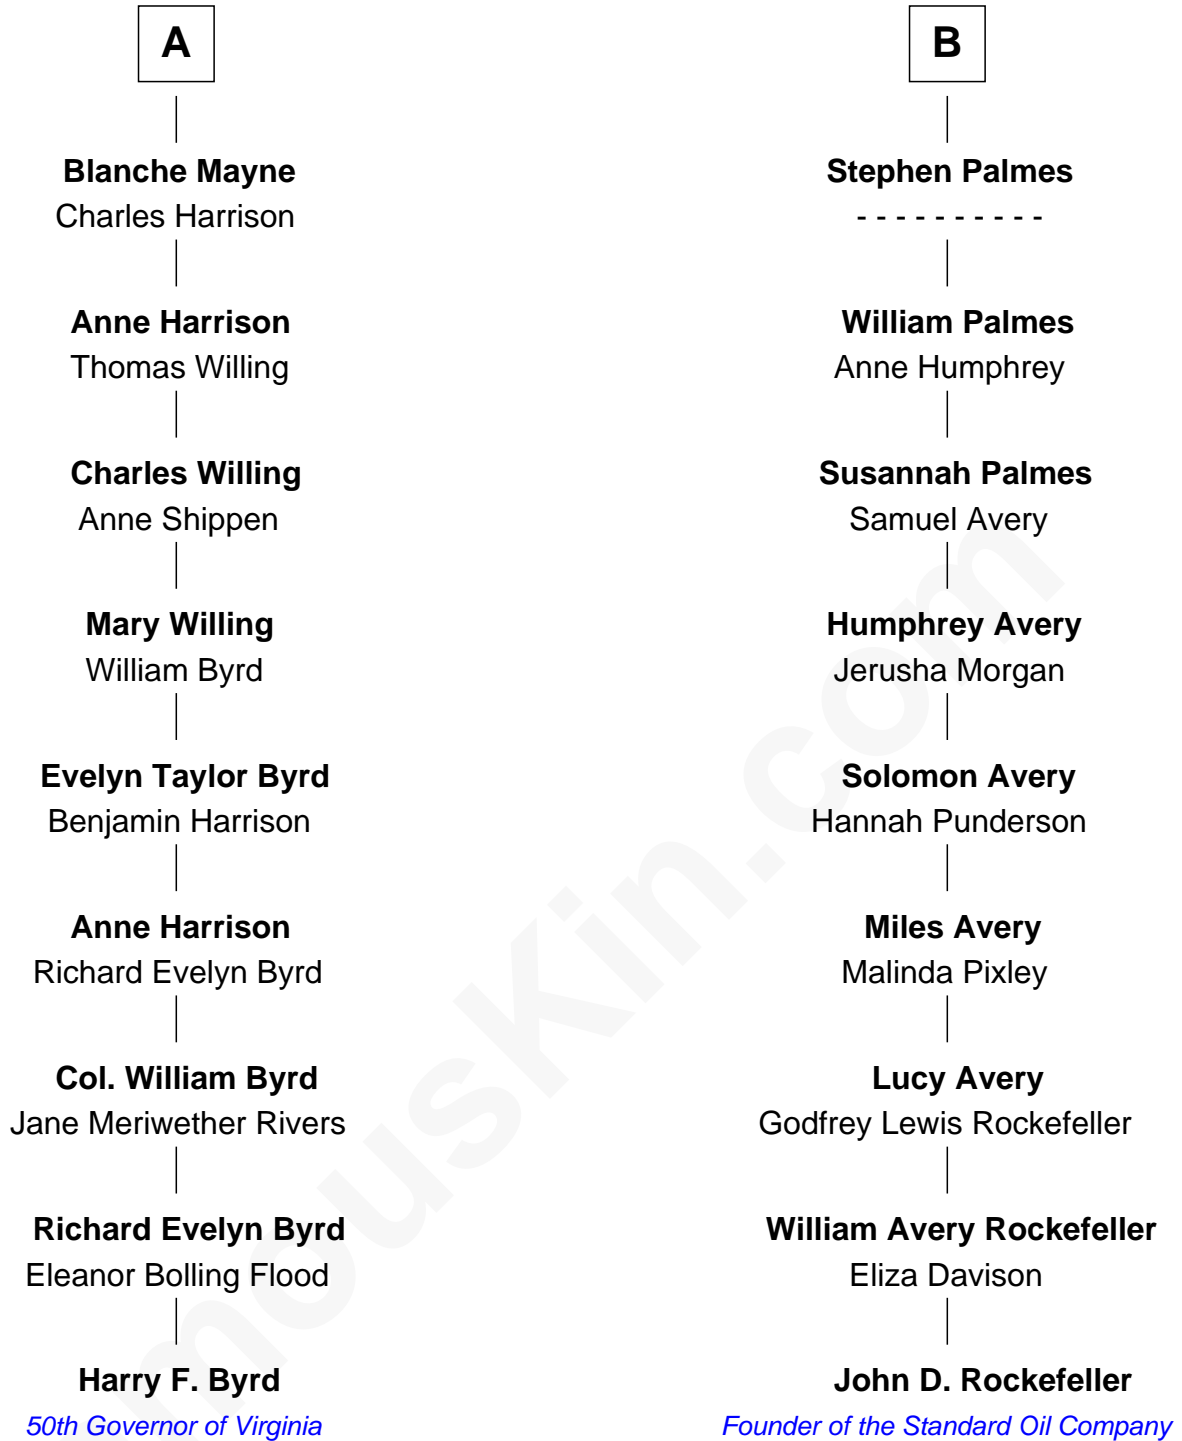 A
Blanche Mayne
Charles Harrison
Anne Harrison
Thomas Willing
Charles Willing
Anne Shippen
Mary Willing
William Byrd
Evelyn Taylor Byrd
Benjamin Harrison
Anne Harrison
Richard Evelyn Byrd
Col. William Byrd
Jane Meriwether Rivers
Richard Evelyn Byrd
Eleanor Bolling Flood
Harry F. Byrd
50th Governor of Virginia
B
Stephen Palmes
- - - - - - - - - -
William Palmes
Anne Humphrey
Susannah Palmes
Samuel Avery
Humphrey Avery
Jerusha Morgan
Solomon Avery
Hannah Punderson
Miles Avery
Malinda Pixley
Lucy Avery
Godfrey Lewis Rockefeller
William Avery Rockefeller
Eliza Davison
John D. Rockefeller
Founder of the Standard Oil Company
mousKin.com